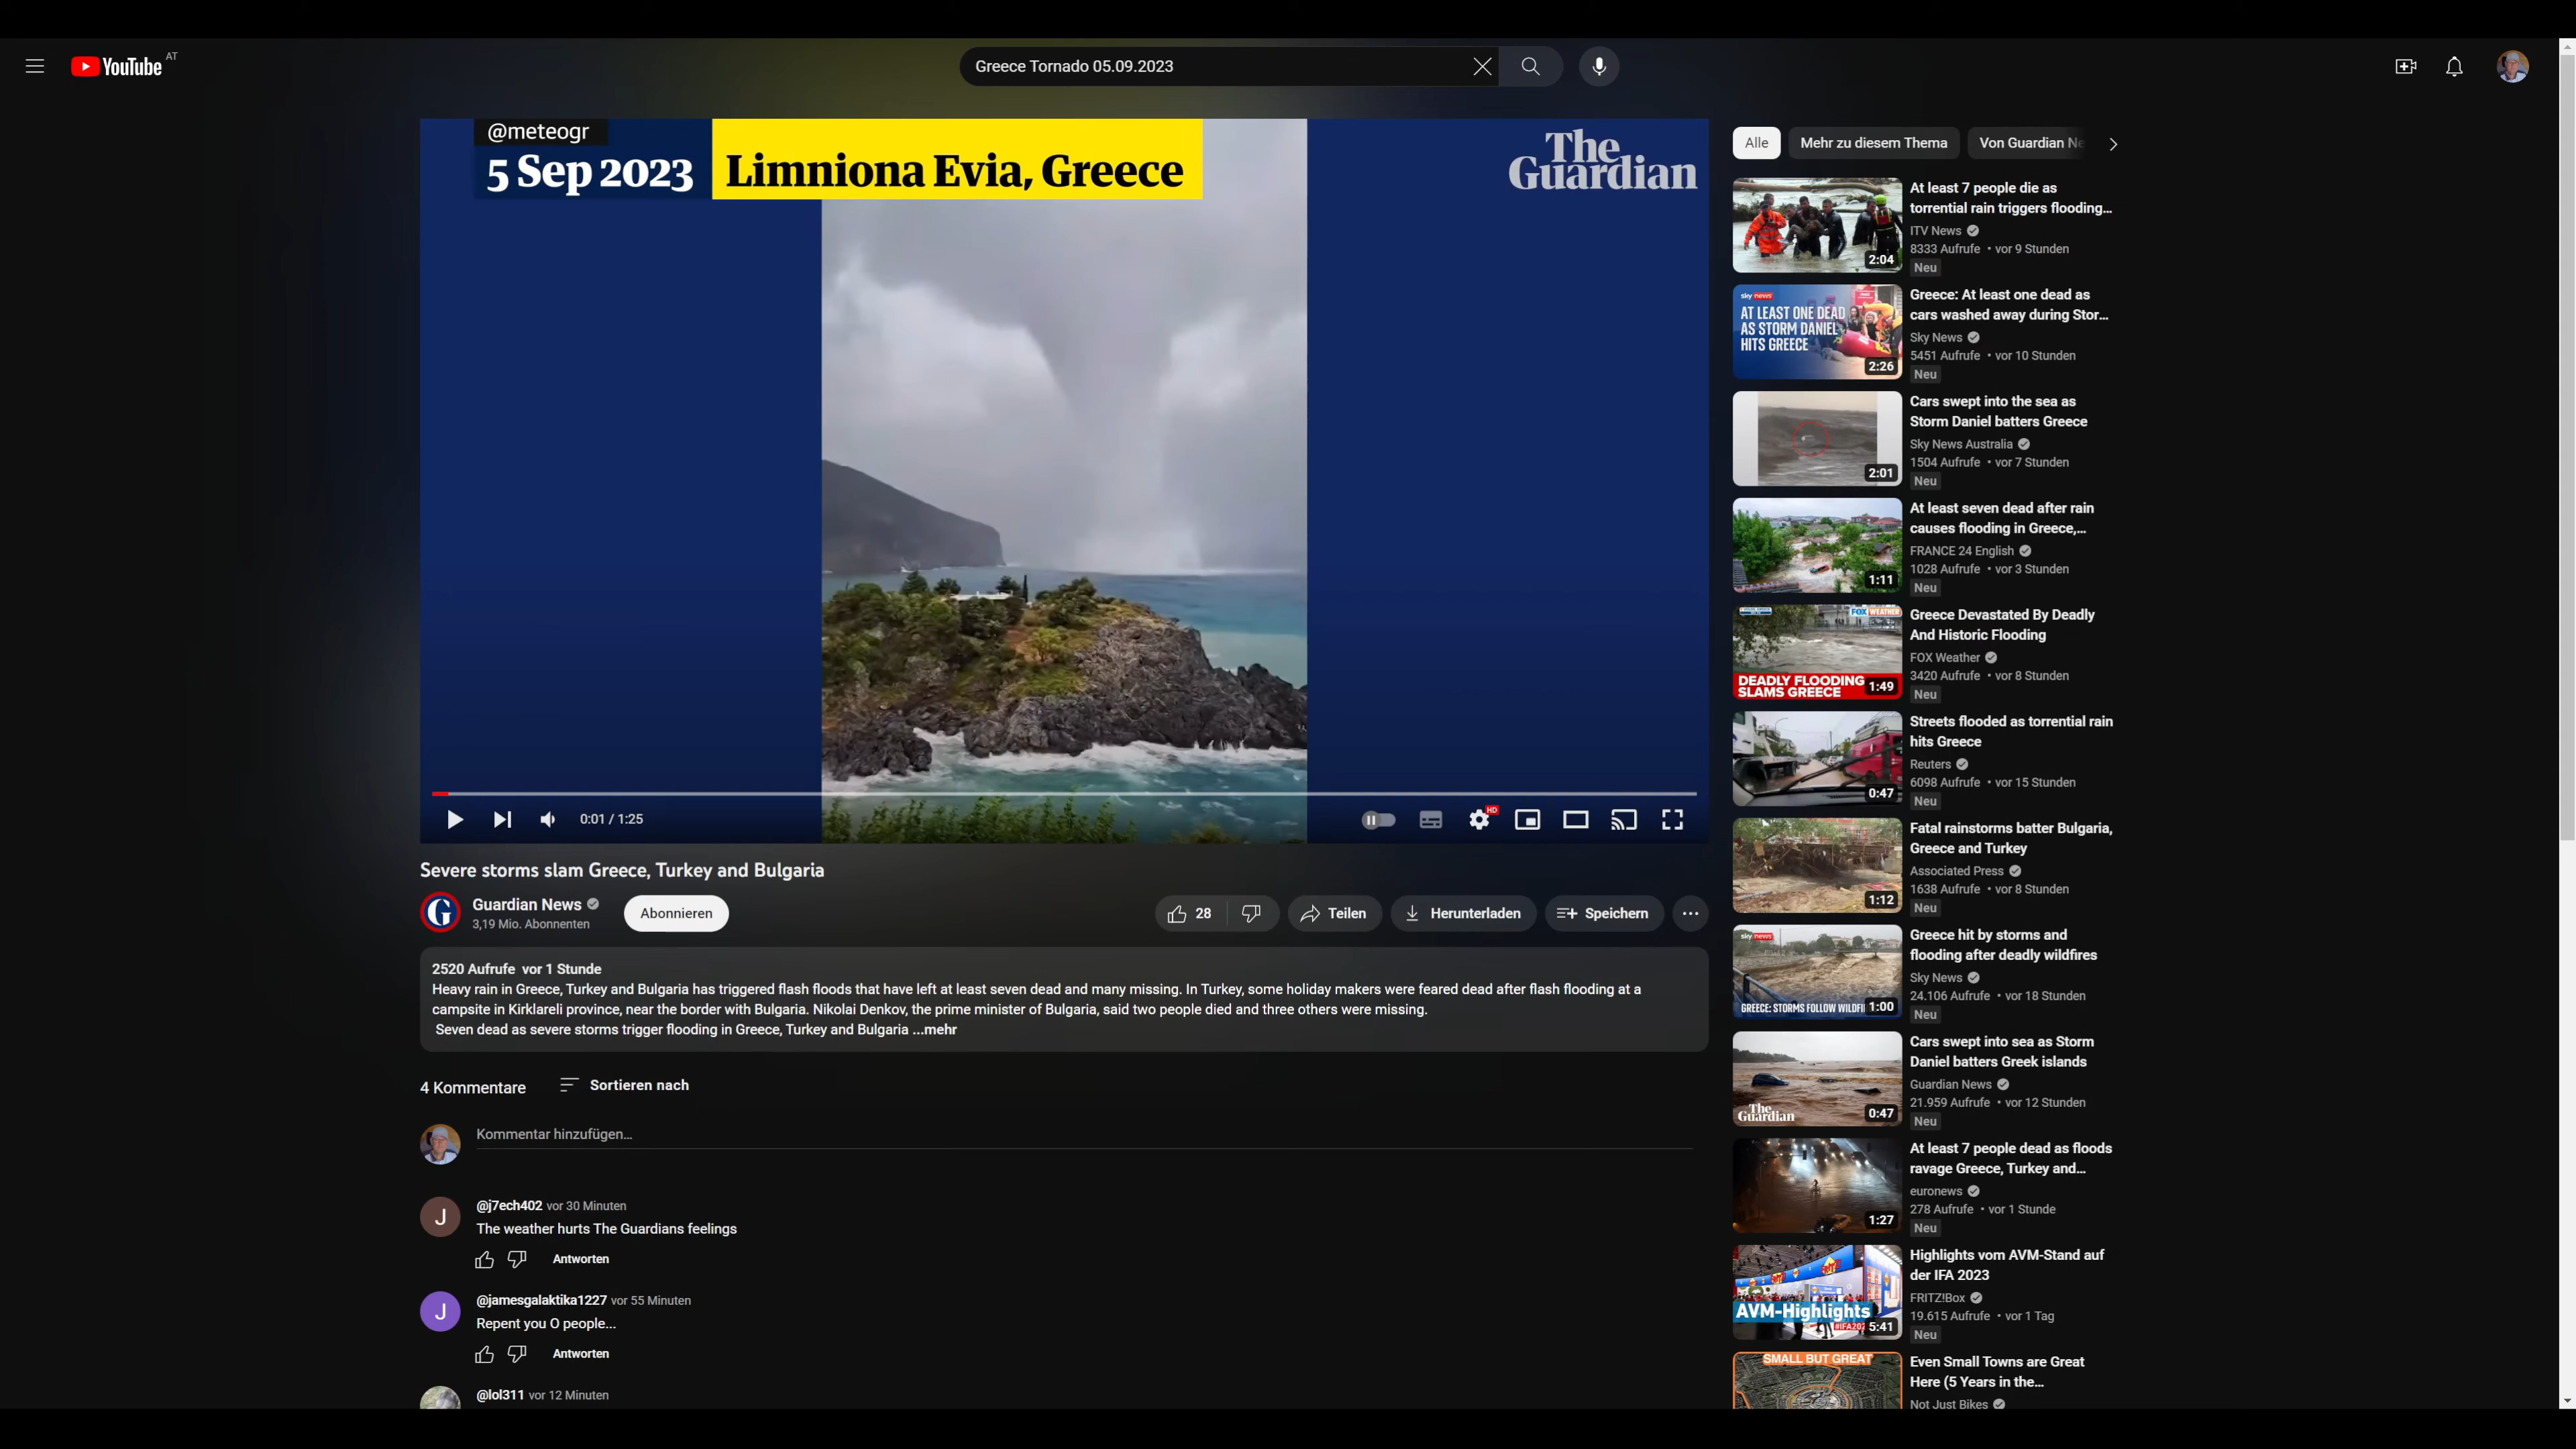 YouTube AT
Greece Tornado 05.09.2023
@meteogr
5 Sep 2023
Limniona Evia, Greece
The
Guardian
0:01 / 1:25
HD
Severe storms slam Greece, Turkey and Bulgaria
G
Guardian News
3,19 Mio. Abonnenten
Abonnieren
28
Teilen
Herunterladen
Speichern
2520 Aufrufe vor 1 Stunde
Heavy rain in Greece, Turkey and Bulgaria has triggered flash floods that have left at least seven dead and many missing. In Turkey, some holiday makers were feared dead after flash flooding at a
campsite in Kirklareli province, near the border with Bulgaria. Nikolai Denkov, the prime minister of Bulgaria, said two people died and three others were missing.
Seven dead as severe storms trigger flooding in Greece, Turkey and Bulgaria ...mehr
4 Kommentare
Sortieren nach
Kommentar hinzufügen...
J
@j7ech402 vor 30 Minuten
The weather hurts The Guardians feelings
Antworten
J
@jamesgalaktika1227 vor 55 Minuten
Repent you O people...
Antworten
@lol311 vor 12 Minuten
Alle
Mehr zu diesem Thema
Von Guardian Ne
2:04
At least 7 people die as
torrential rain triggers flooding...
ITV News
8333 Aufrufe • vor 9 Stunden
Neu
sky news
AT LEAST ONE DEAD
AS STORM DANIEL
HITS GREECE
2:26
Greece: At least one dead as
cars washed away during Stor...
Sky News
5451 Aufrufe • vor 10 Stunden
Neu
2:01
Cars swept into the sea as
Storm Daniel batters Greece
Sky News Australia
1504 Aufrufe • vor 7 Stunden
Neu
1:11
At least seven dead after rain
causes flooding in Greece,...
FRANCE 24 English
1028 Aufrufe • vor 3 Stunden
Neu
FOX WEATHER
DEADLY FLOODING
SLAMS GREECE
1:49
Greece Devastated By Deadly
And Historic Flooding
FOX Weather
3420 Aufrufe • vor 8 Stunden
Neu
0:47
Streets flooded as torrential rain
hits Greece
Reuters
6098 Aufrufe • vor 15 Stunden
Neu
1:12
Fatal rainstorms batter Bulgaria,
Greece and Turkey
Associated Press
1638 Aufrufe • vor 8 Stunden
Neu
sky news
GREECE: STORMS FOLLOW WILDFI
1:00
Greece hit by storms and
flooding after deadly wildfires
Sky News
24.106 Aufrufe • vor 18 Stunden
Neu
The
Guardian
0:47
Cars swept into sea as Storm
Daniel batters Greek islands
Guardian News
21.959 Aufrufe • vor 12 Stunden
Neu
1:27
At least 7 people dead as floods
ravage Greece, Turkey and...
euronews
278 Aufrufe • vor 1 Stunde
Neu
AVM-Highlights
#IFA202
5:41
Highlights vom AVM-Stand auf
der IFA 2023
FRITZ!Box
19.615 Aufrufe • vor 1 Tag
Neu
SMALL BUT GREAT
Even Small Towns are Great
Here (5 Years in the...
Not Just Bikes